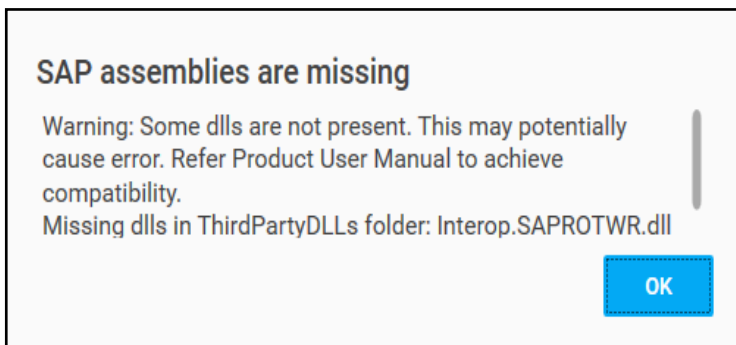 SAP assemblies are missing
Warning: Some dlls are not present. This may potentially
cause error. Refer Product User Manual to achieve
compatibility.
Missing dlls in ThirdPartyDLLs folder: Interop.SAPROTWR.dll
OK